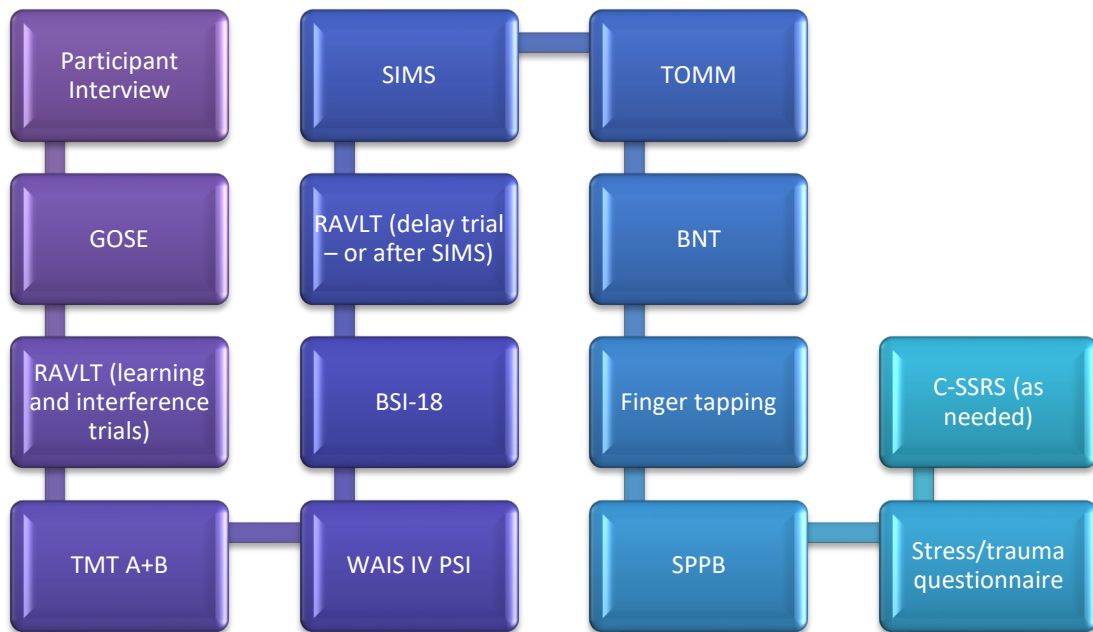 Participant
Interview
GOSE
RAVLT (learning
and interference
trials)
TMT A+B
WAIS IV PSI
BSI-18
RAVLT (delay trial
– or after SIMS)
SIMS
TOMM
BNT
Finger tapping
SPPB
Stress/trauma
questionnaire
C-SSRS (as
needed)